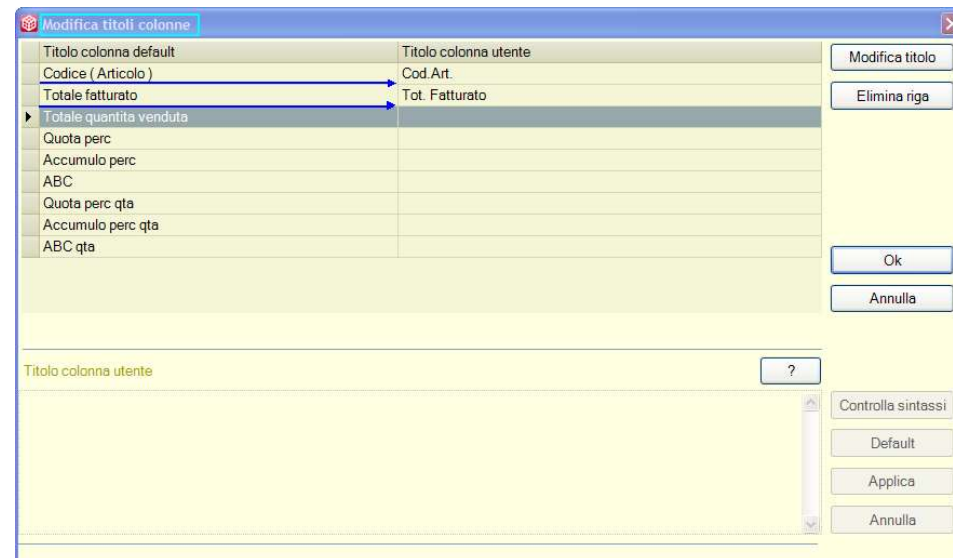 Modifica titoli colonne
Titolo colonna default Titolo colonna utente
Codice ( Articolo ) Cod.Art.
Totale fatturato Tot. Fatturato
Totale quantita venduta
Quota perc
Accumulo perc
ABC
Quota perc qta
Accumulo perc qta
ABC qta
Modifica titolo
Elimina riga
Ok
Annulla
Titolo colonna utente
?
Controlla sintassi
Default
Applica
Annulla